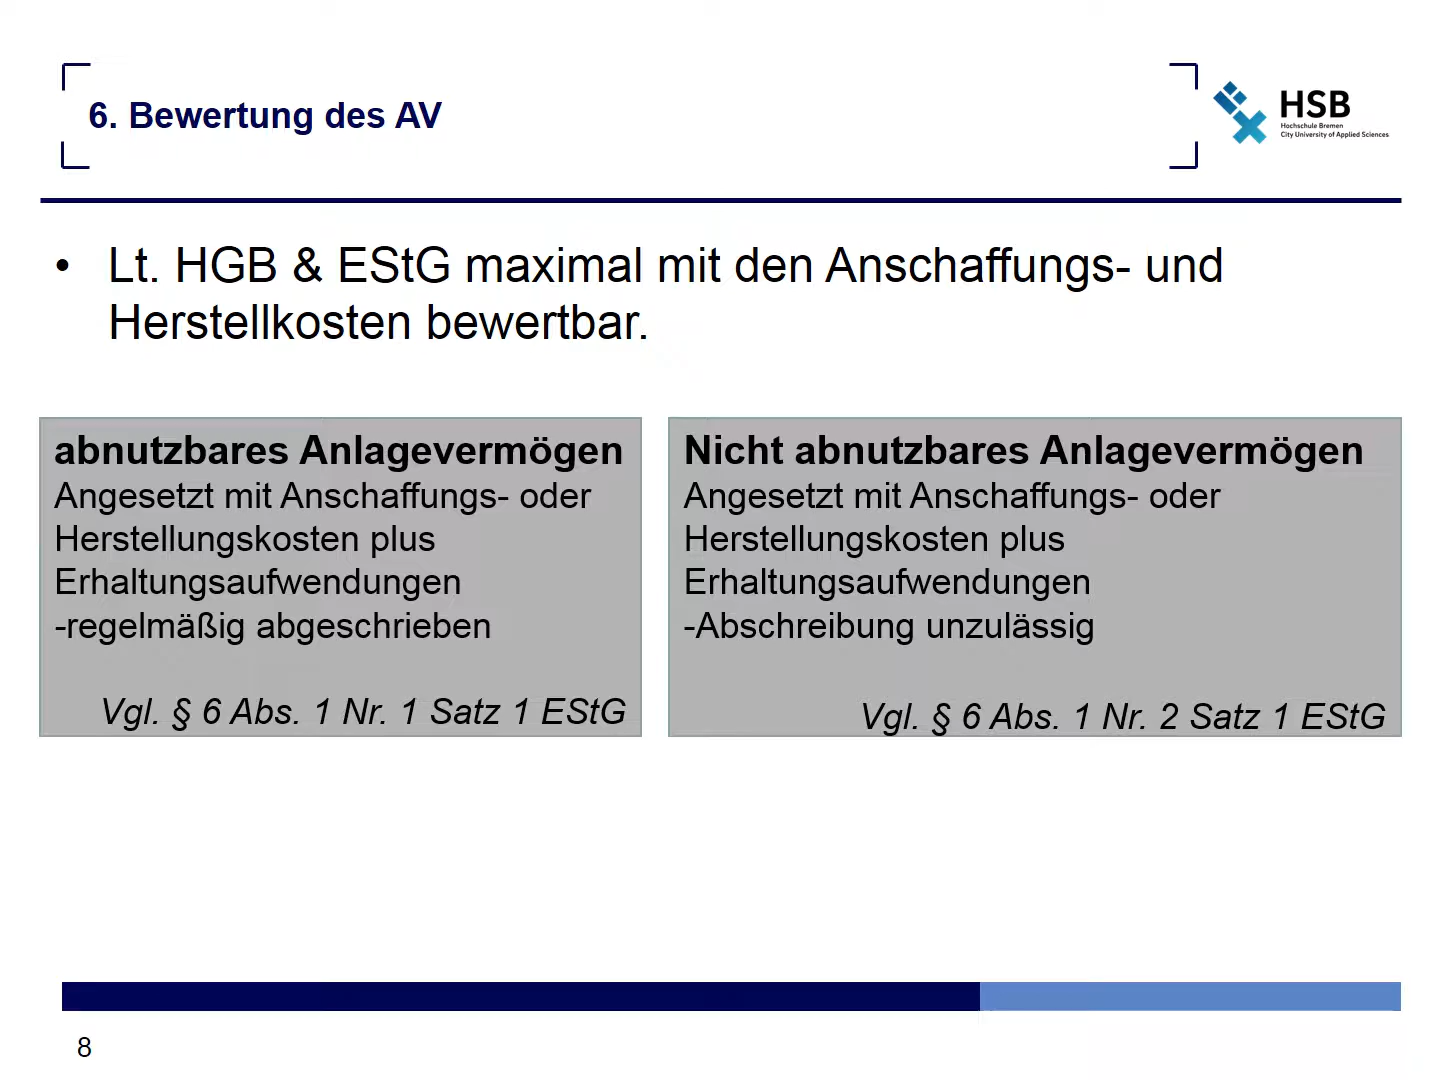 6. Bewertung des AV
HSB
Hochschule Bremen
City University of Applied Sciences
• Lt. HGB & EStG maximal mit den Anschaffungs- und
Herstellkosten bewertbar.
abnutzbares Anlagevermögen
Angesetzt mit Anschaffungs- oder
Herstellungskosten plus
Erhaltungsaufwendungen
-regelmäßig abgeschrieben
Vgl. § 6 Abs. 1 Nr. 1 Satz 1 EStG
Nicht abnutzbares Anlagevermögen
Angesetzt mit Anschaffungs- oder
Herstellungskosten plus
Erhaltungsaufwendungen
-Abschreibung unzulässig
Vgl. § 6 Abs. 1 Nr. 2 Satz 1 EStG
8